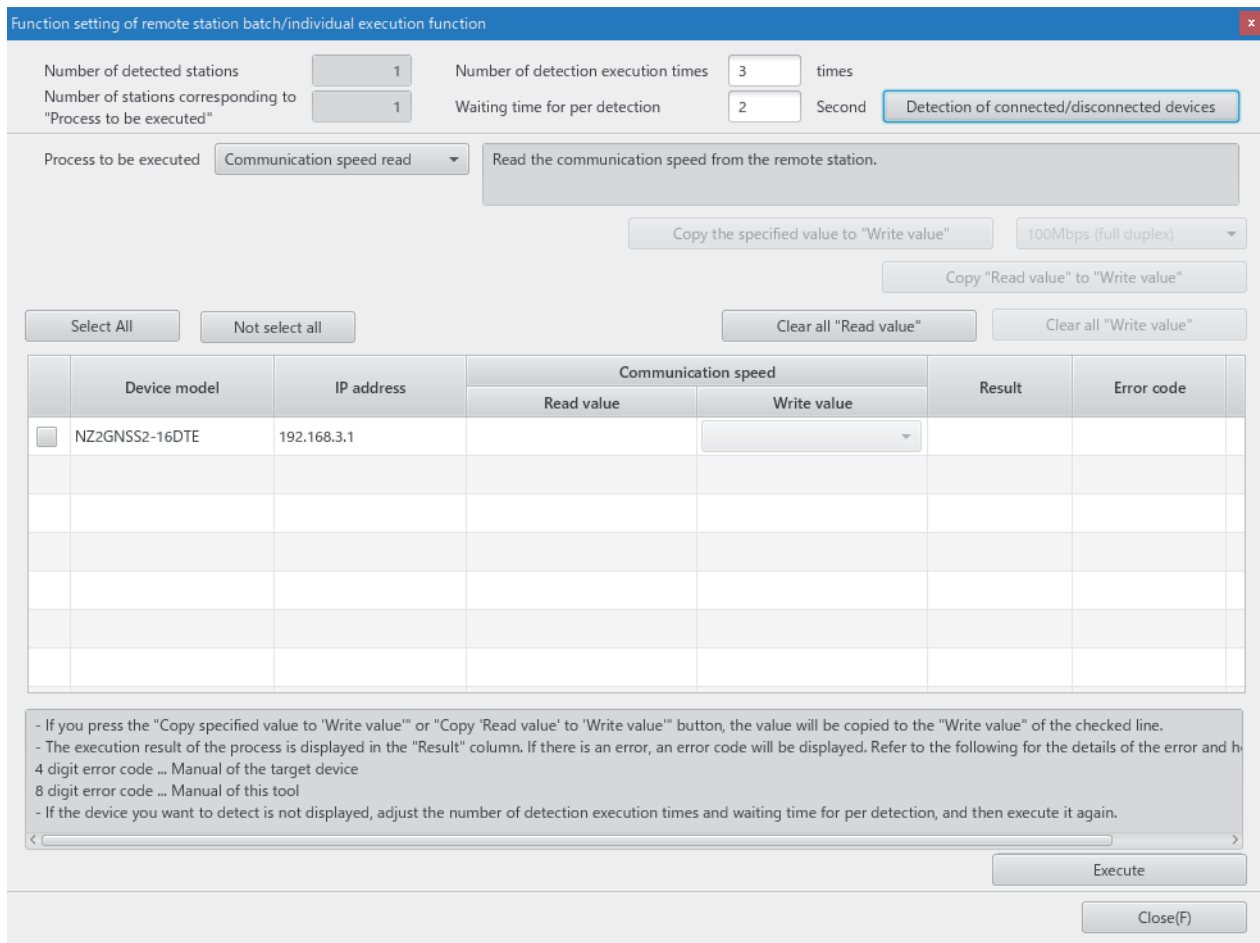 Function setting of remote station batch/individual execution function
x
Number of detected stations 1 Number of detection execution times 3 times
Number of stations corresponding to
"Process to be executed" 1 Waiting time for per detection 2 Second Detection of connected/disconnected devices
Process to be executed Communication speed read Read the communication speed from the remote station.
Copy the specified value to "Write value" 100Mbps (full duplex)
Copy "Read value" to "Write value"
Select All Not select all Clear all "Read value" Clear all "Write value"
Device model IP address Communication speed Result Error code
Read value Write value
NZ2GNSS2-16DTE 192.168.3.1
- If you press the "Copy specified value to 'Write value'" or "Copy 'Read value' to 'Write value'" button, the value will be copied to the "Write value" of the checked line.
- The execution result of the process is displayed in the "Result" column. If there is an error, an error code will be displayed. Refer to the following for the details of the error and
4 digit error code ... Manual of the target device
8 digit error code ... Manual of this tool
- If the device you want to detect is not displayed, adjust the number of detection execution times and waiting time for per detection, and then execute it again.
Execute
Close(F)